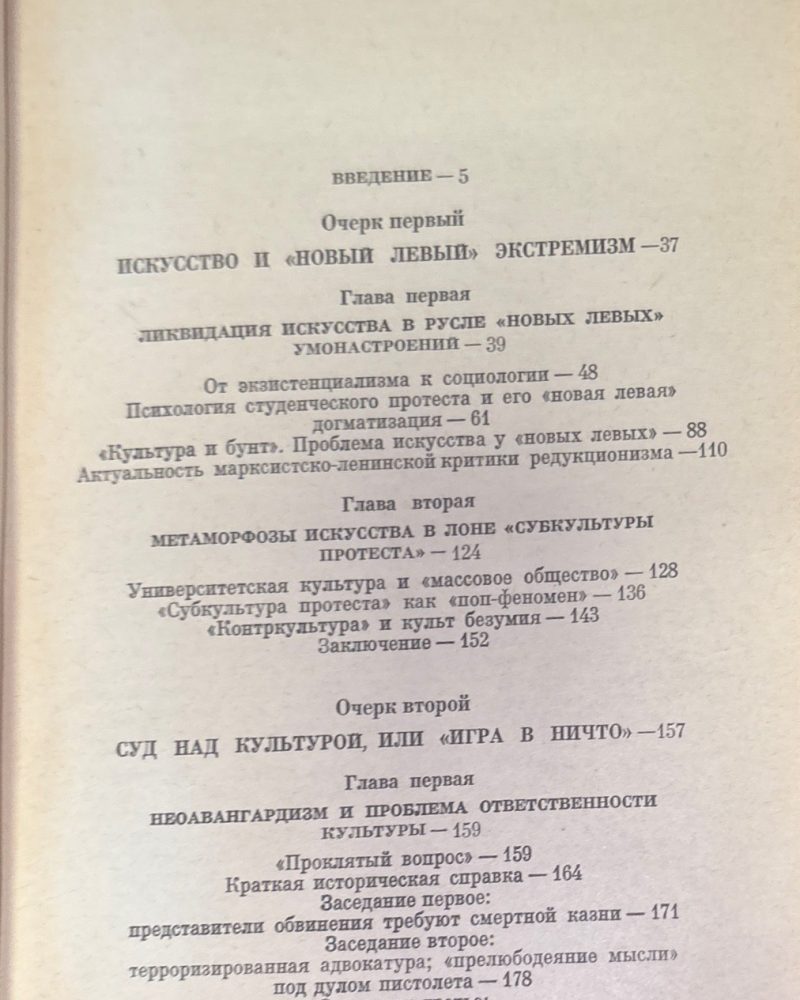 ВВЕДЕНИЕ — 5
Очерк первый
ИСКУССТВО И «НОВЫЙ ЛЕВЫЙ» ЭКСТРЕМИЗМ —37
Глава первая
ЛИКВИДАЦИЯ ИСКУССТВА В РУСЛЕ «НОВЫХ ЛЕВЫХ»
УМОНАСТРОЕНИЙ — 39
От экзистенциализма к социологии — 48
Психология студенческого протеста и его «новая левая»
догматизация — 61
«Культура и бунт». Проблема искусства у «новых левых» — 88
Актуальность марксистско-ленинской критики редукционизма —110
Глава вторая
МЕТАМОРФОЗЫ ИСКУССТВА В ЛОНЕ «СУБКУЛЬТУРЫ
ПРОТЕСТА» — 124
Университетская культура и «массовое общество» — 128
«Субкультура протеста» как «поп-феномен» — 136
«Контркультура» и культ безумия — 143
Заключение — 152
Очерк второй
СУД НАД КУЛЬТУРОЙ, ИЛИ «ИГРА В НИЧТО» —157
Глава первая
НЕОАВАНГАРДИЗМ И ПРОБЛЕМА ОТВЕТСТВЕННОСТИ
КУЛЬТУРЫ — 159
«Проклятый вопрос» — 159
Краткая историческая справка — 164
Заседание первое:
представители обвинения требуют смертной казни — 171
Заседание второе:
терроризированная адвокатура; «прелюбодеяние мысли»
под дулом пистолета — 178